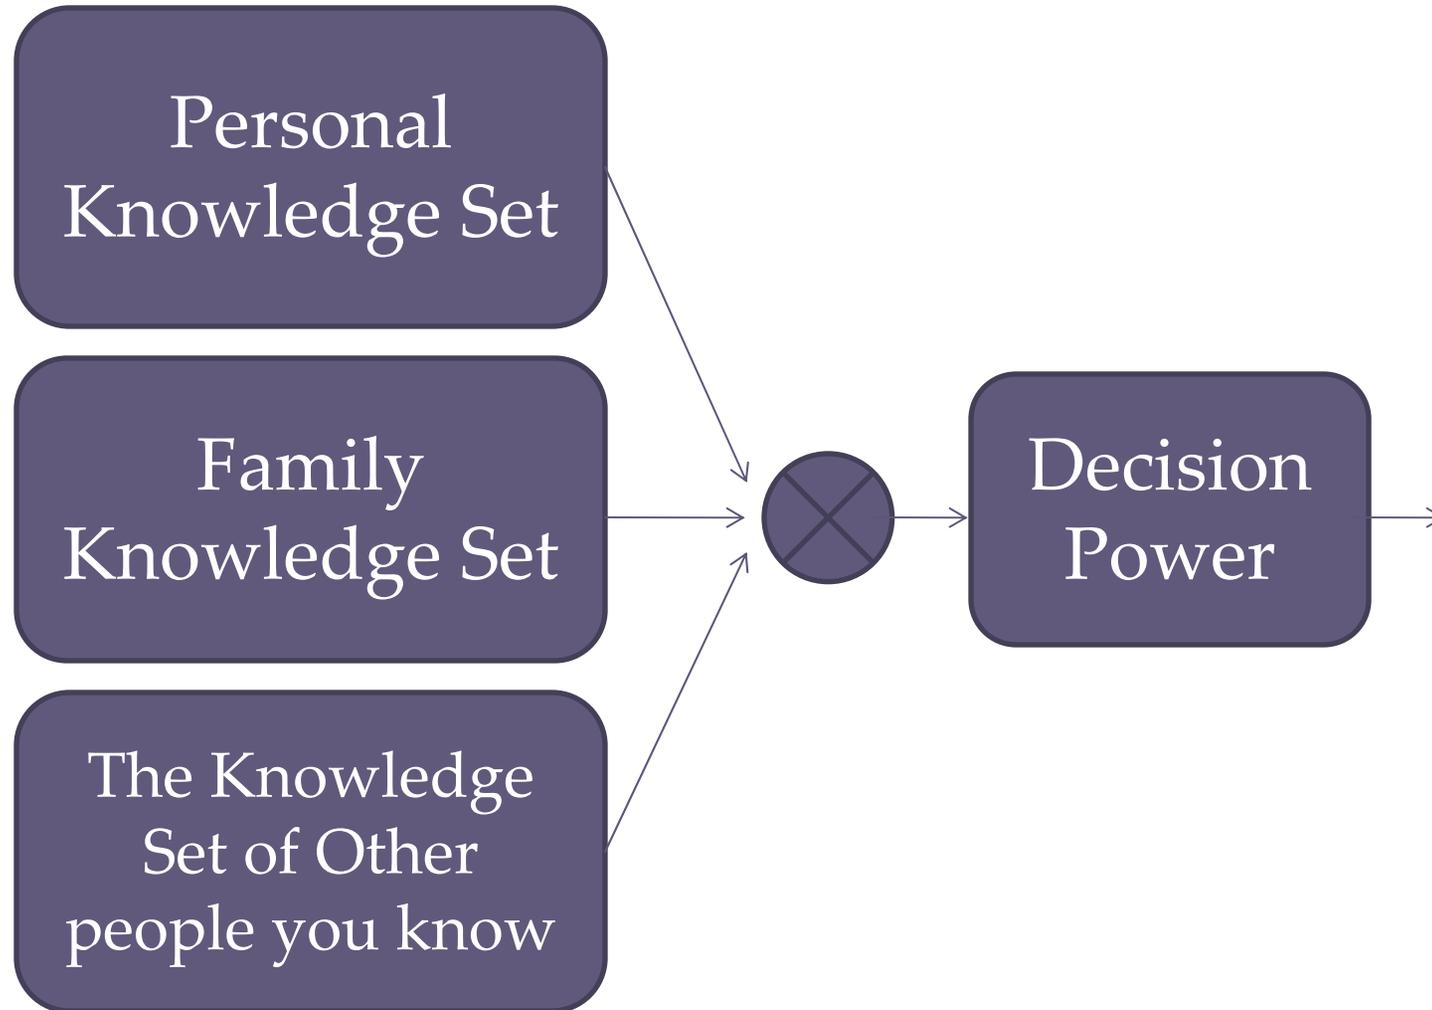 Personal
Knowledge Set
Family
Knowledge Set
The Knowledge
Set of Other
people you know
Decision
Power